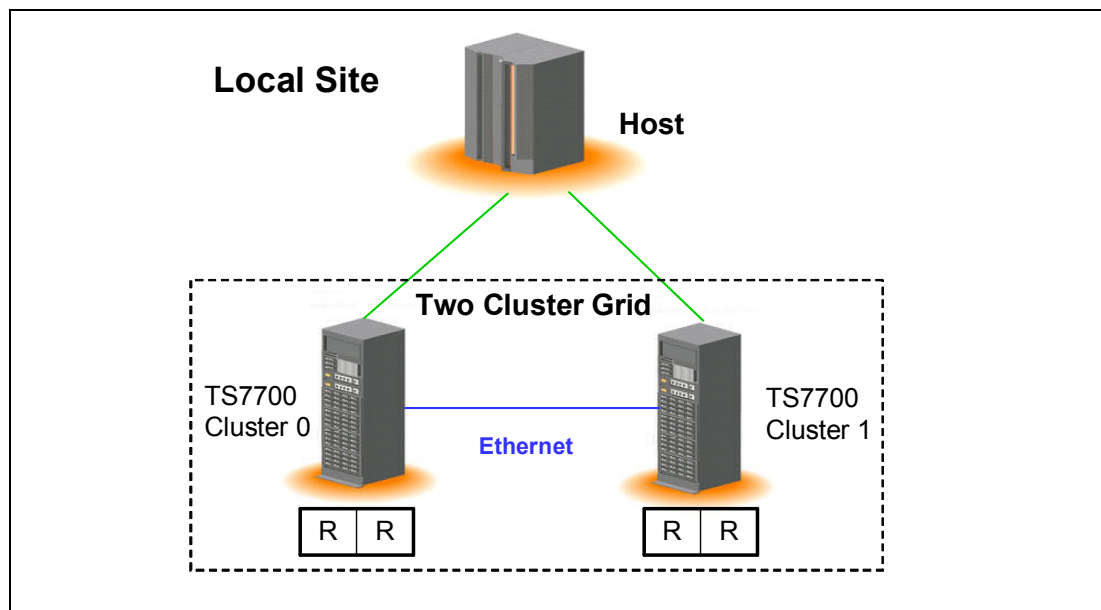 Local Site
Host
Two Cluster Grid
TS7700
Cluster 0
TS7700
Cluster 1
Ethernet
R R
R R